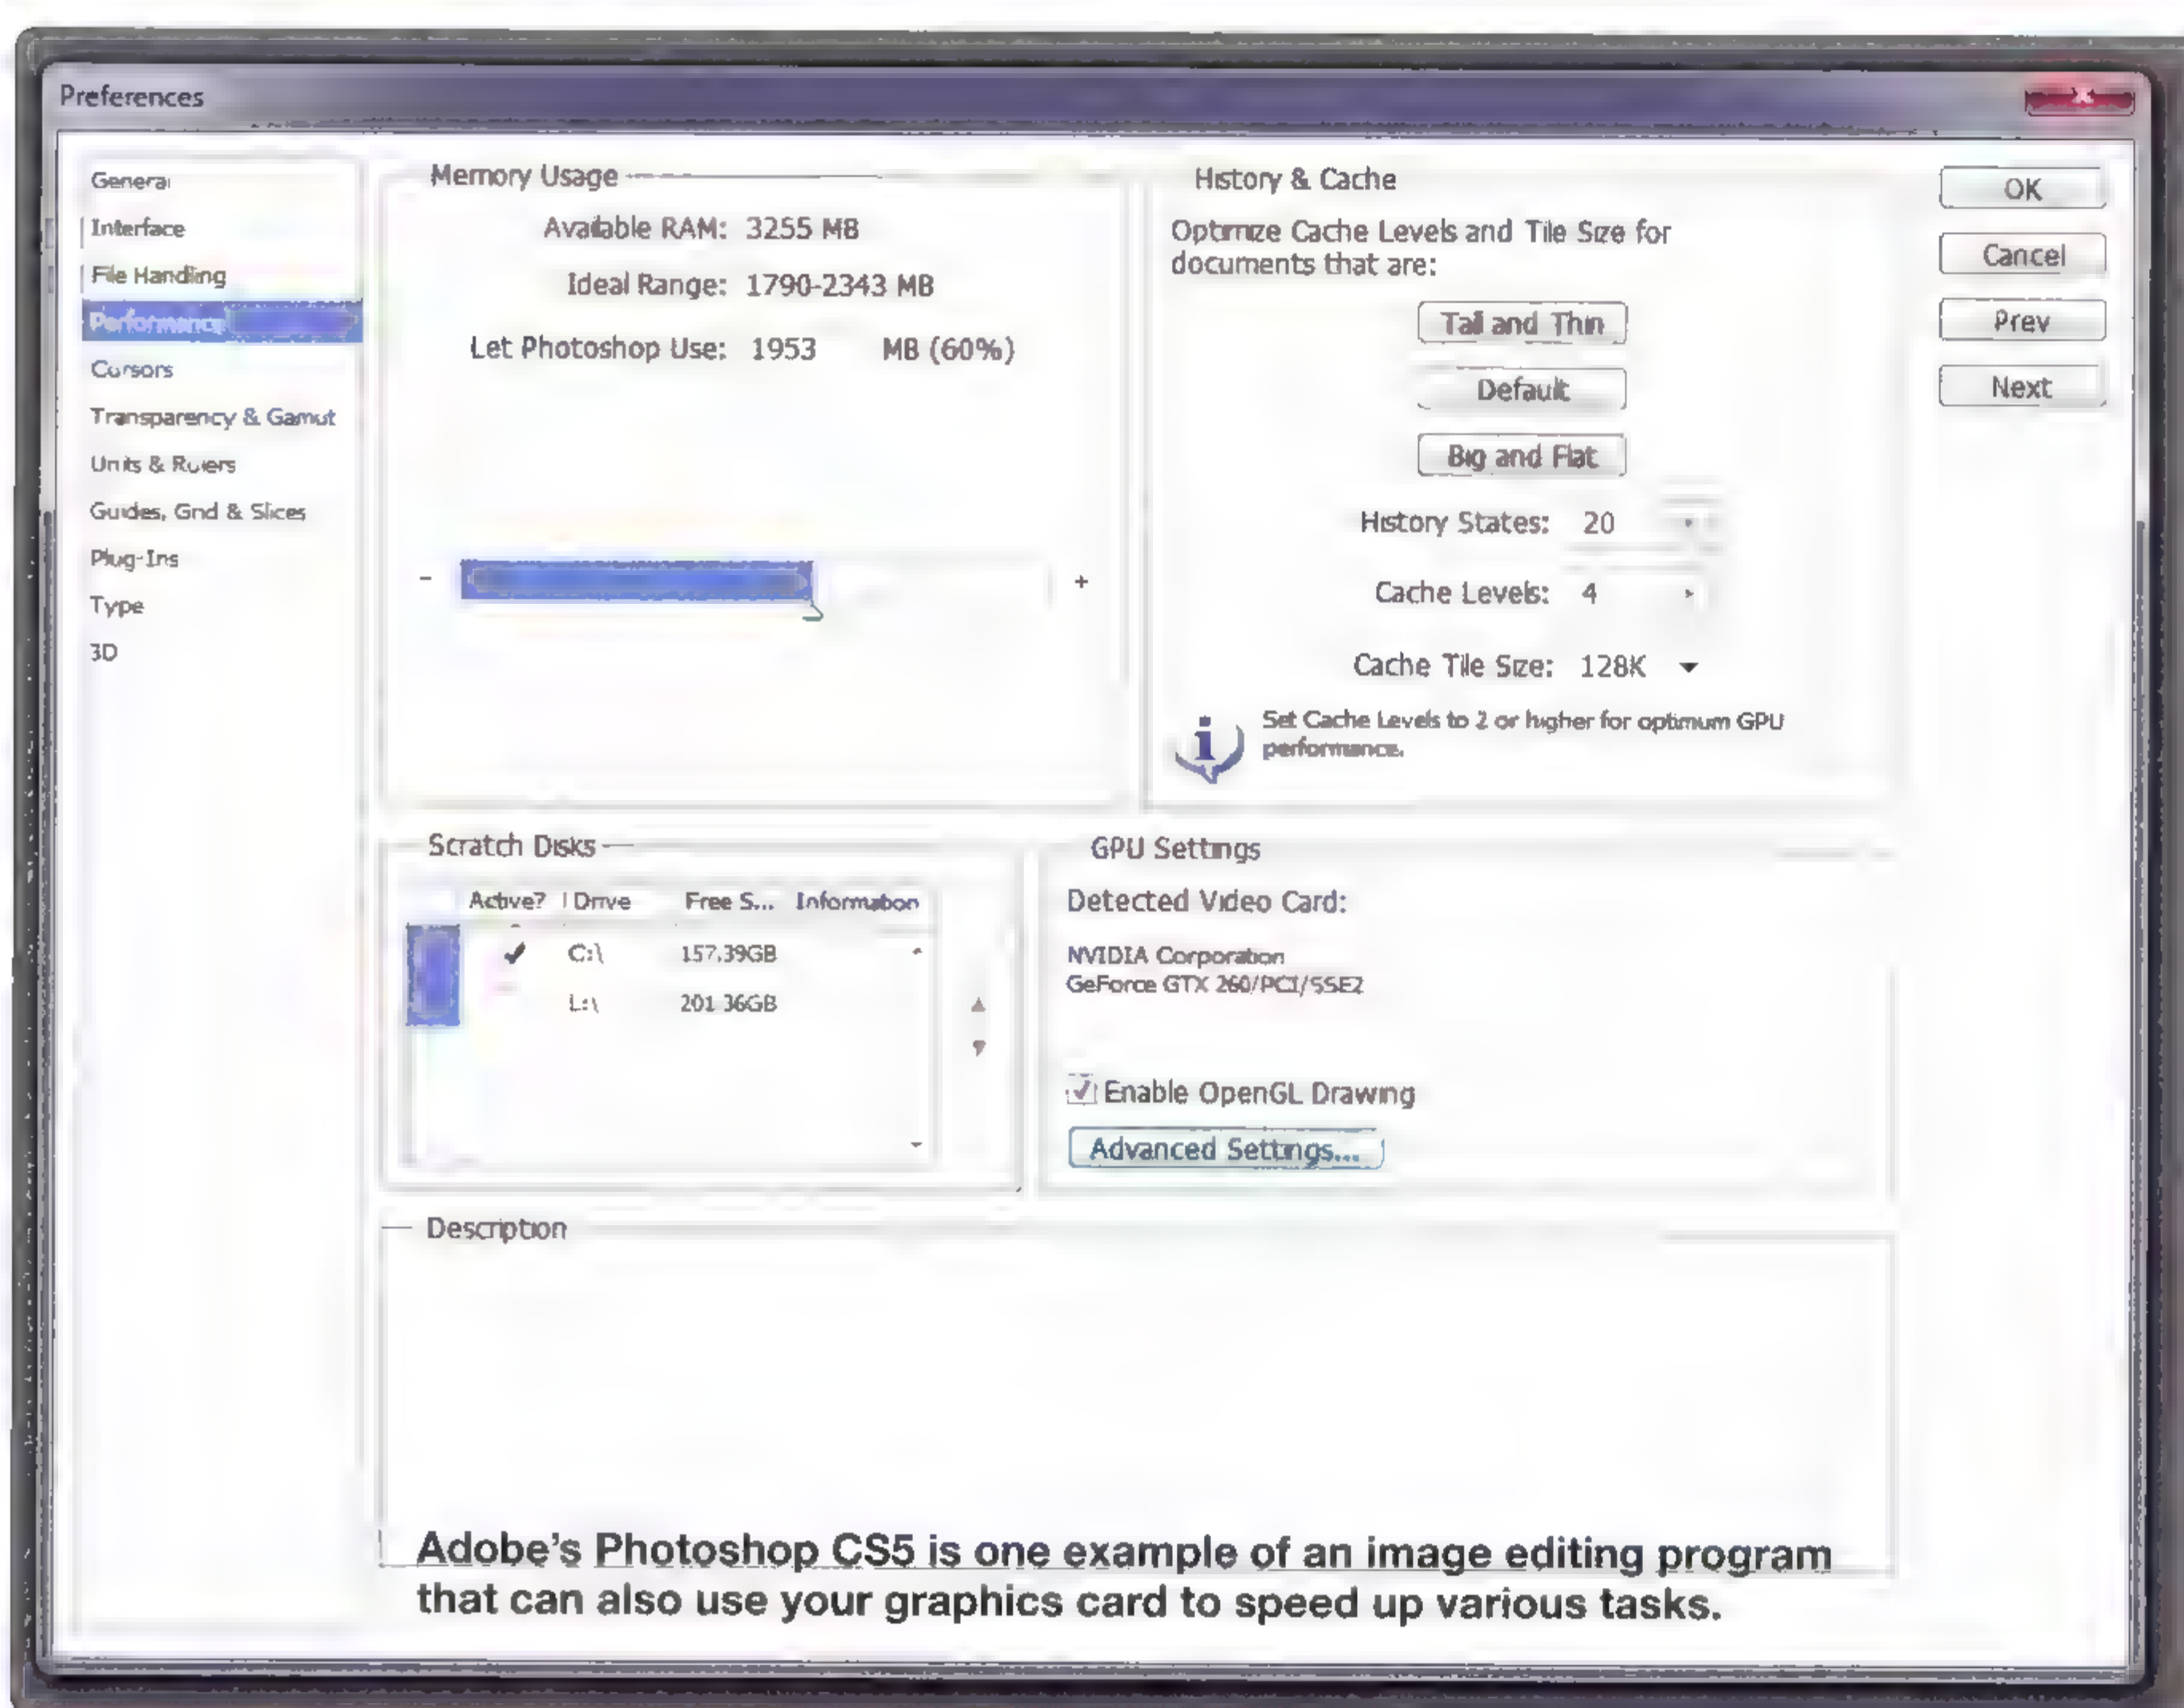 Preferences
General
Interface
File Handling
Performance
Cursors
Transparency & Gamut
Units & Rulers
Guides, Grid & Slices
Plug-Ins
Type
3D
Memory Usage
Available RAM: 3255 MB
Ideal Range: 1790-2343 MB
Let Photoshop Use: 1953 MB (60%)
- +
History & Cache
Optimize Cache Levels and Tile Size for
documents that are:
Tall and Thin
Default
Big and Flat
History States: 20
Cache Levels: 4
Cache Tile Size: 128K
Set Cache Levels to 2 or higher for optimum GPU
performance.
OK
Cancel
Prev
Next
Scratch Disks
Active? Drive Free S... Information
C:\ 157.39GB
L:\ 201.36GB
GPU Settings
Detected Video Card:
NVIDIA Corporation
GeForce GTX 260/PCI/SSE2
Enable OpenGL Drawing
Advanced Settings...
Description
Adobe's Photoshop CS5 is one example of an image editing program
that can also use your graphics card to speed up various tasks.